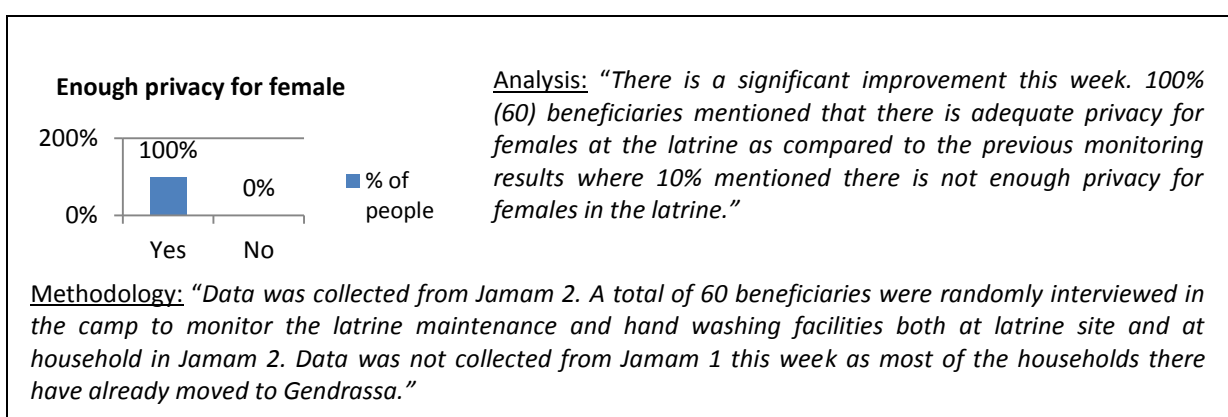 Enough privacy for female
200%
100%
0%
0%
Yes No
% of
people
Analysis: “There is a significant improvement this week. 100%
(60) beneficiaries mentioned that there is adequate privacy for
females at the latrine as compared to the previous monitoring
results where 10% mentioned there is not enough privacy for
females in the latrine.”
Methodology: “Data was collected from Jamam 2. A total of 60 beneficiaries were randomly interviewed in
the camp to monitor the latrine maintenance and hand washing facilities both at latrine site and at
household in Jamam 2. Data was not collected from Jamam 1 this week as most of the households there
have already moved to Gendrassa.”